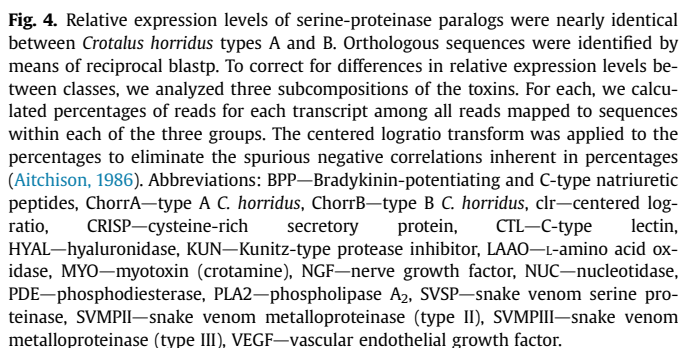 Fig. 4. Relative expression levels of serine-proteinase paralogs were nearly identical
between Crotalus horridus types A and B. Orthologous sequences were identified by
means of reciprocal blastp. To correct for differences in relative expression levels be-
tween classes, we analyzed three subcompositions of the toxins. For each, we calcu-
lated percentages of reads for each transcript among all reads mapped to sequences
within each of the three groups. The centered logratio transform was applied to the
percentages to eliminate the spurious negative correlations inherent in percentages
(Aitchison, 1986). Abbreviations: BPP—Bradykinin-potentiating and C-type natriuretic
peptides, ChorrA—type A C. horridus, ChorrB—type B C. horridus, clr—centered log-
ratio, CRISP—cysteine-rich secretory protein, CTL—C-type lectin,
HYAL—hyaluronidase, KUN—Kunitz-type protease inhibitor, LAAO—L-amino acid ox-
idase, MYO—myotoxin (crotamine), NGF—nerve growth factor, NUC—nucleotidase,
PDE—phosphodiesterase, PLA2—phospholipase A₂, SVSP—snake venom serine pro-
teinase, SVMPII—snake venom metalloproteinase (type II), SVMPIII—snake venom
metalloproteinase (type III), VEGF—vascular endothelial growth factor.